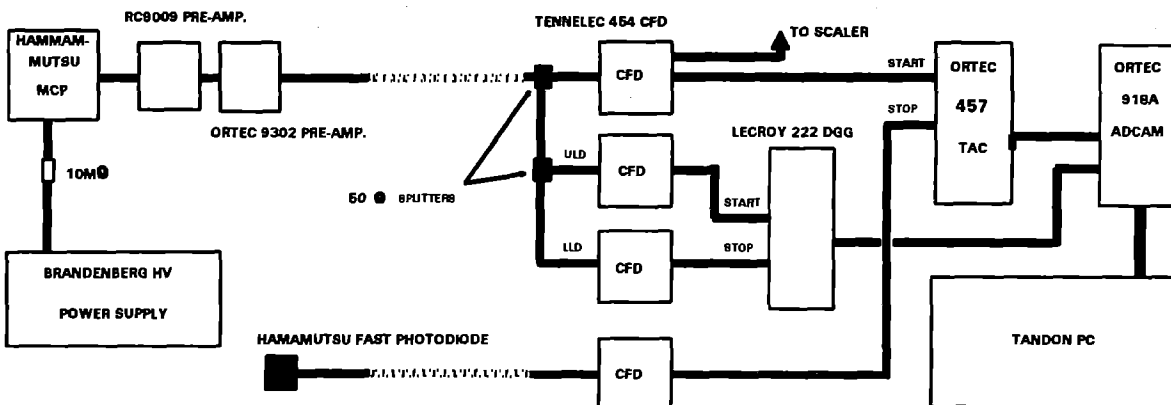 RC9009 PRE-AMP.
HAMMAM-
MUTSU
MCP
ORTEC 9302 PRE-AMP.
10MΩ
BRANDENBERG HV
POWER SUPPLY
TENNELEC 454 CFD
TO SCALER
CFD
START
STOP
ORTEC
457
TAC
ORTEC
918A
ADCAM
LECROY 222 DGG
ULD
CFD
START
50 Ω SPLITTERS
LLD
CFD
STOP
HAMAMUTSU FAST PHOTODIODE
CFD
TANDON PC